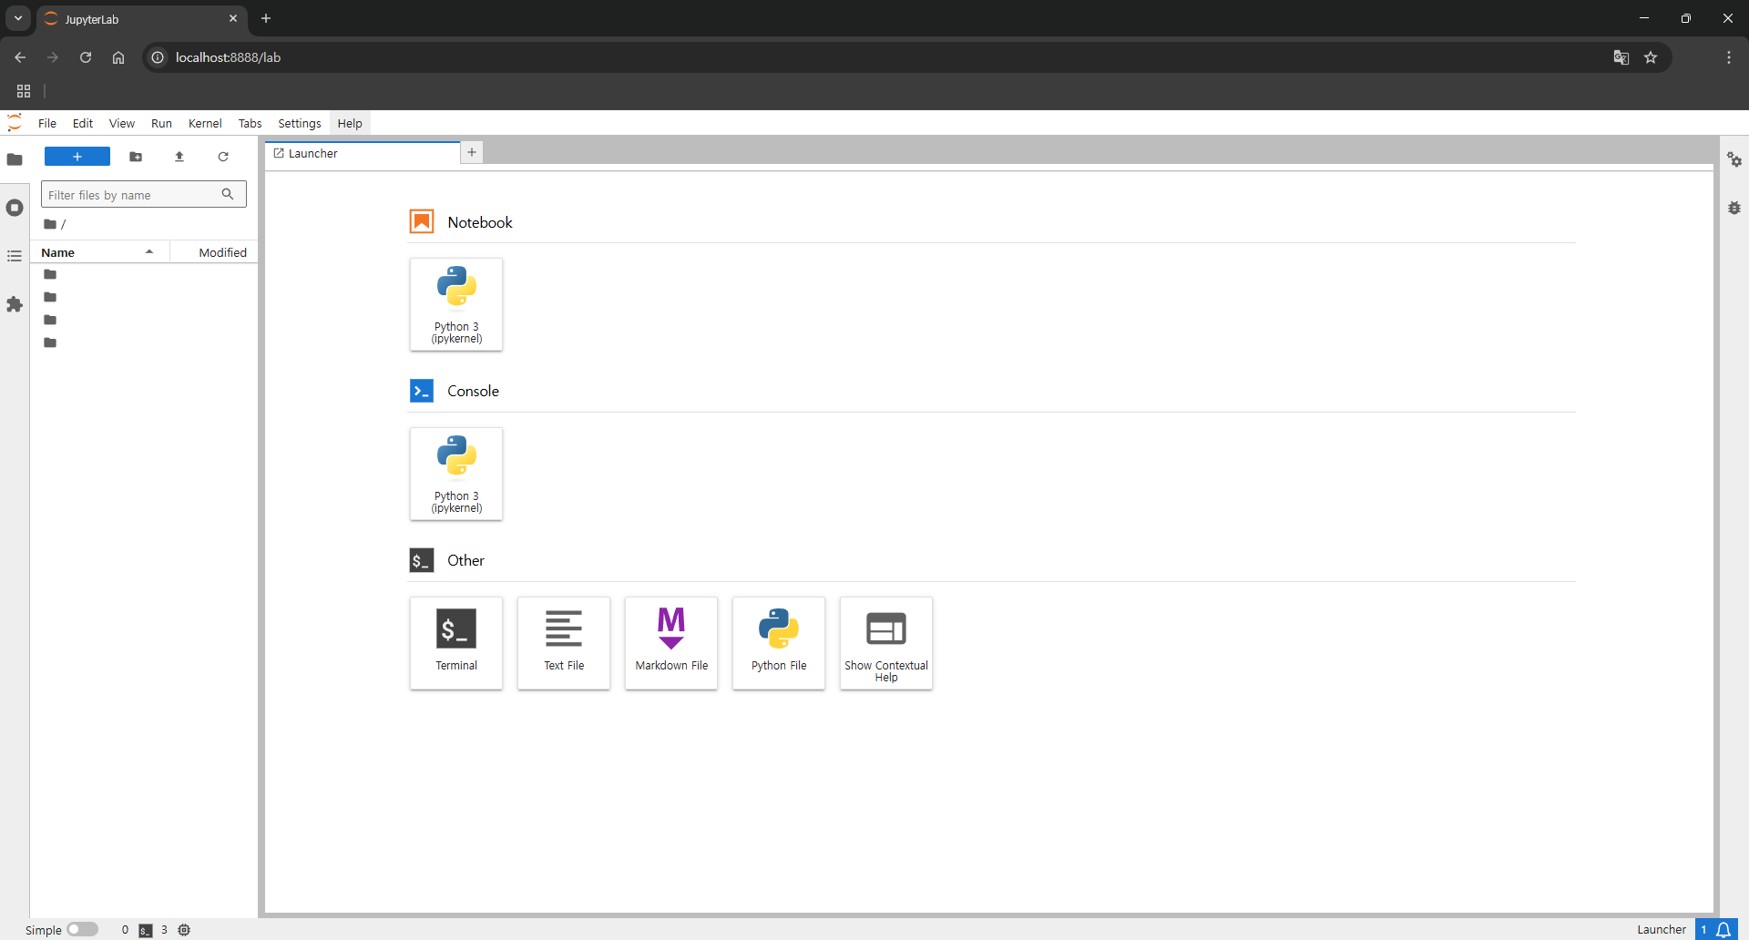 JupyterLab
localhost:8888/lab
File Edit View Run Kernel Tabs Settings Help
Launcher
Filter files by name
/
Name Modified
Notebook
Python 3
(ipykernel)
Console
Python 3
(ipykernel)
$_ Other
$_
Terminal
Text File
M
Markdown File
Python File
Show Contextual
Help
Simple 0 $_ 3
Launcher 1